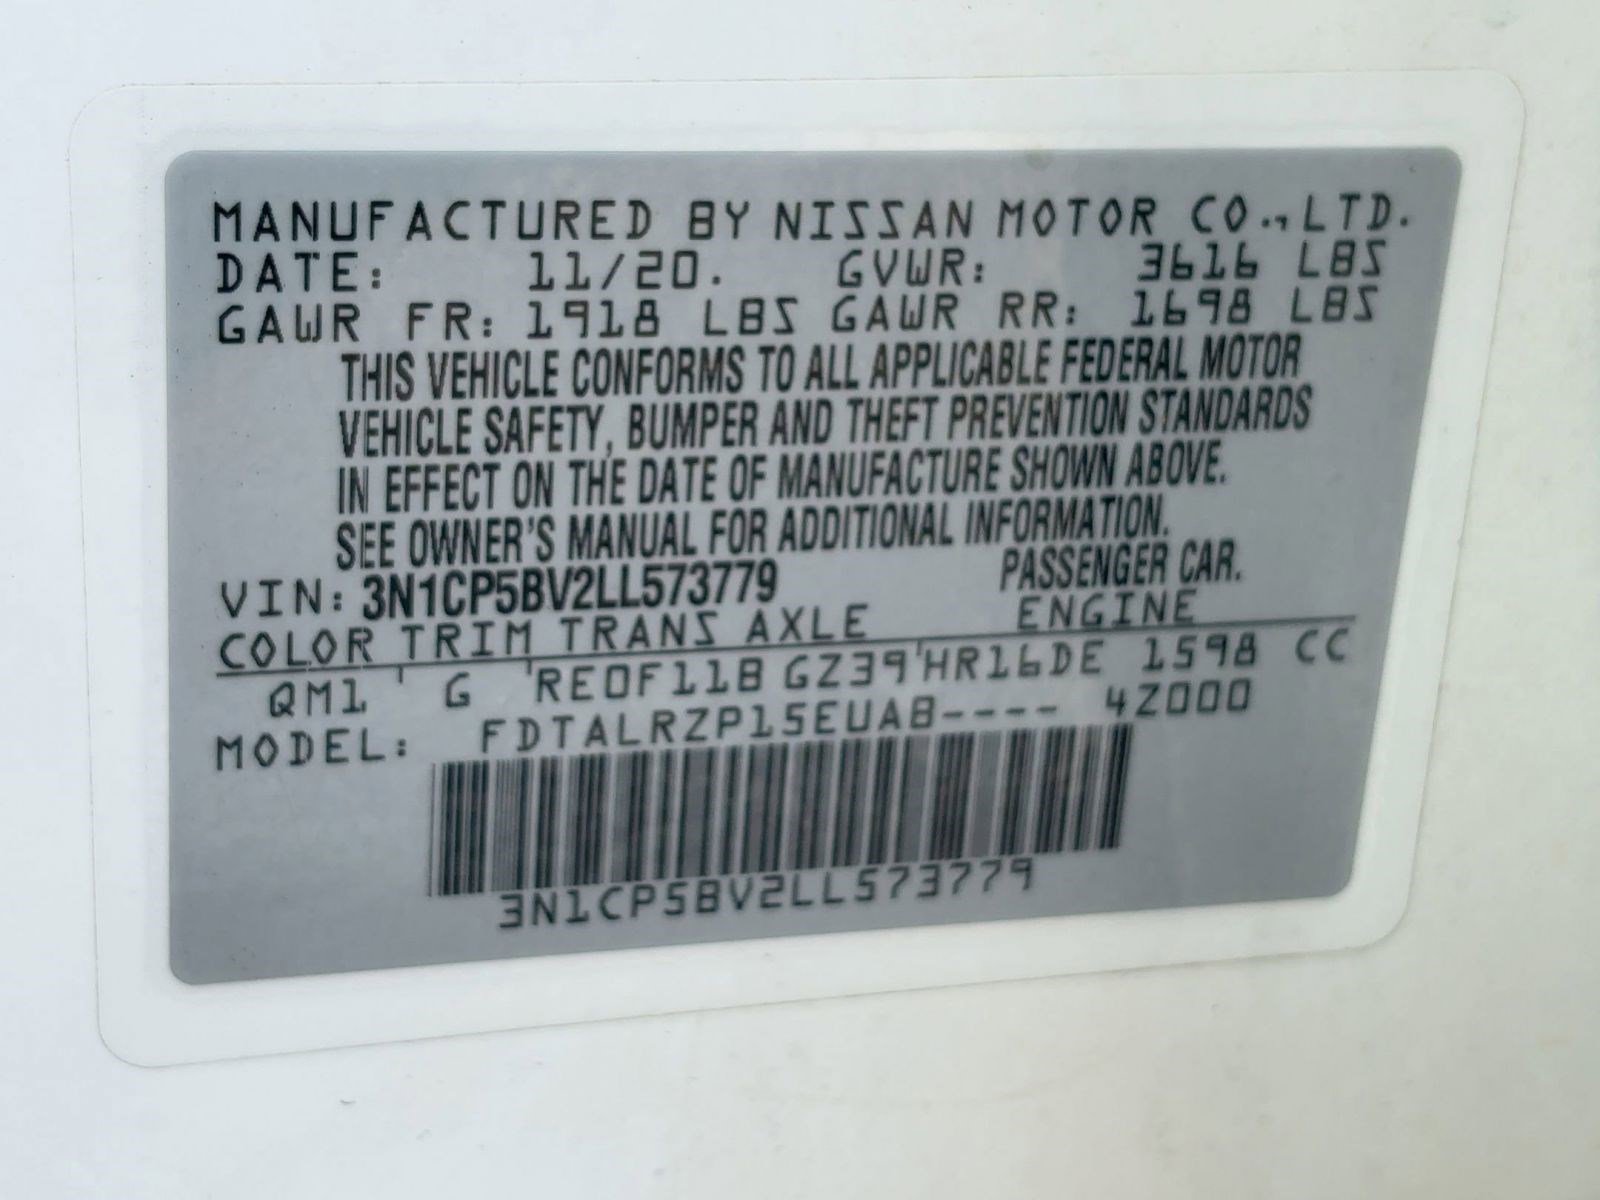 MANUFACTURED BY NISSAN MOTOR CO.,LTD.
DATE: 11/20. GVWR: 3616 LBS
GAWR FR: 1918 LBS GAWR RR: 1698 LBS
THIS VEHICLE CONFORMS TO ALL APPLICABLE FEDERAL MOTOR
VEHICLE SAFETY, BUMPER AND THEFT PREVENTION STANDARDS
IN EFFECT ON THE DATE OF MANUFACTURE SHOWN ABOVE.
SEE OWNER'S MANUAL FOR ADDITIONAL INFORMATION.
VIN: 3N1CP5BV2LL573779 PASSENGER CAR.
COLOR TRIM TRANS AXLE ENGINE
QM1 ' G 'RE0F11B GZ39'HR16DE 1598 CC
MODEL: FDTALRZP15EUA8---- 4Z000
3N1CP5BV2LL573779